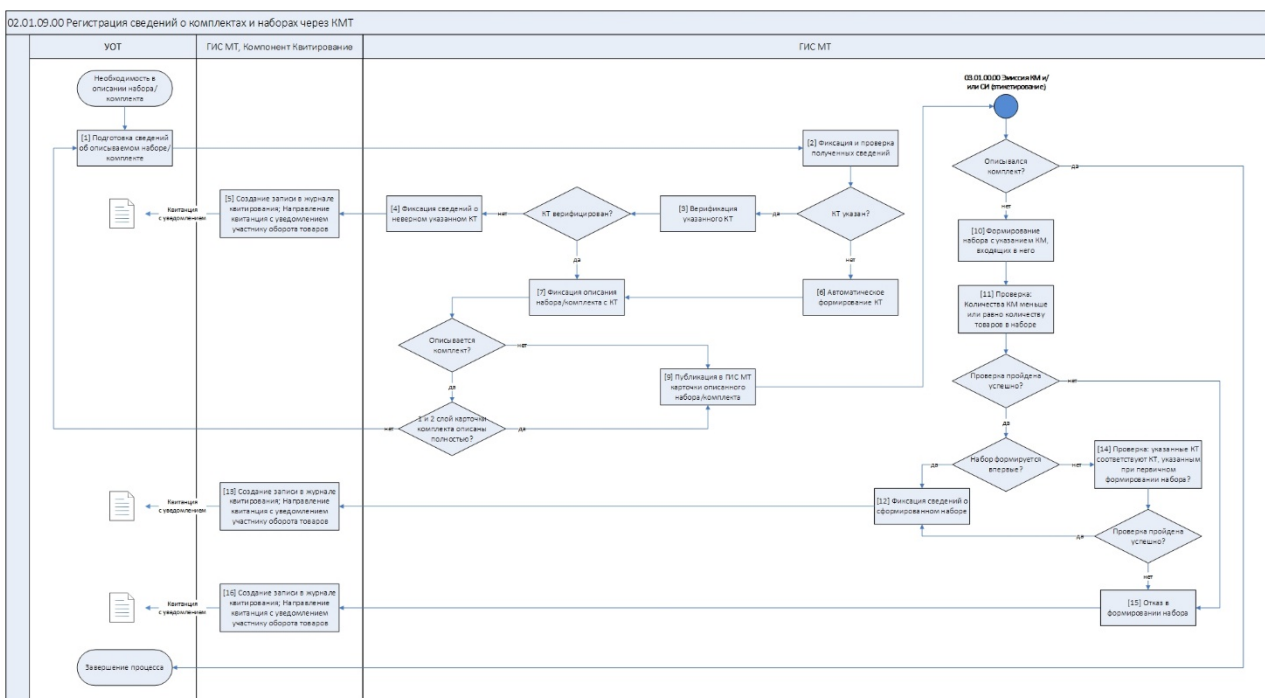 02.01.09.00 Регистрация сведений о комплектах и наборах через КМТ
УОТ
ГИС МТ, Компонент Квитирование
ГИС МТ
Необходимость в
описании набора/
комплекта
03.01.00.00 Эмиссия КМ и/
или СИ (этикетирование)
[1] Подготовка сведений
об описываемом наборе/
комплекте
[2] Фиксация и проверка
полученных сведений
Описывался
комплект?
да
нет
Квитанция
с уведомлением
[5] Создание записи в журнале
квитирования; Направление
квитанция с уведомлением
участнику оборота товаров
[4] Фиксация сведений о
неверном указанном КТ
нет
КТ верифицирован?
[3] Верификация
указанного КТ
да
КТ указан?
[10] Формирование
набора с указанием КМ,
входящих в него
да
нет
[7] Фиксация описания
набора/комплекта с КТ
[6] Автоматическое
формирование КТ
[11] Проверка:
Количества КМ меньше
или равно количеству
товаров в наборе
Описывается
комплект?
нет
да
[9] Публикация в ГИС МТ
карточки описанного
набора/комплекта
Проверка пройдена
успешно?
нет
да
нет
1 и 2 слой карточки
комплекта описаны
полностью?
да
Набор формируется
впервые?
да
нет
[14] Проверка: указанные КТ
соответствуют КТ, указанным
при первичном
формировании набора?
Квитанция
с уведомлением
[13] Создание записи в журнале
квитирования; Направление
квитанция с уведомлением
участнику оборота товаров
[12] Фиксация сведений о
сформированном наборе
да
Проверка пройдена
успешно?
нет
Квитанция
с уведомлением
[16] Создание записи в журнале
квитирования; Направление
квитанция с уведомлением
участнику оборота товаров
[15] Отказ в
формировании набора
Завершение процесса